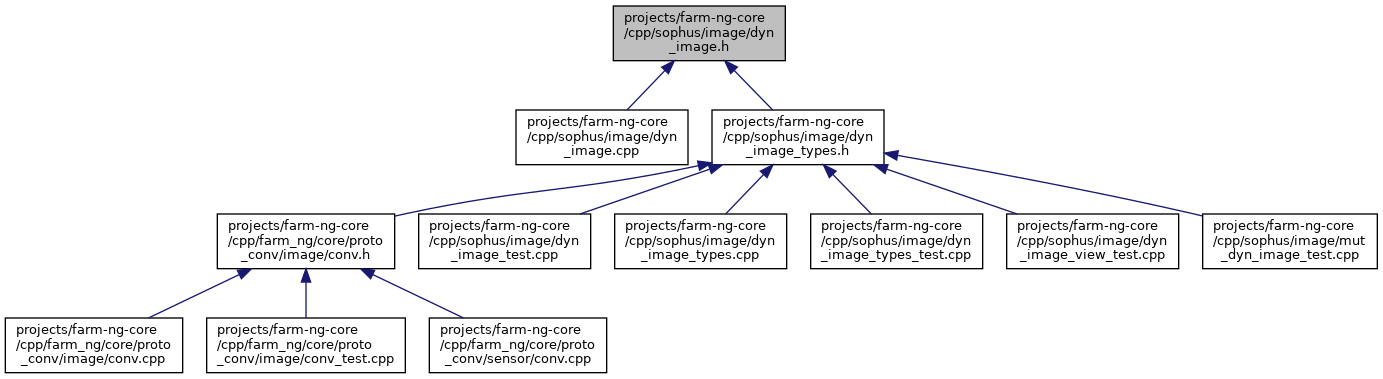 projects/farm-ng-core
/cpp/sophus/image/dyn
_image.h
projects/farm-ng-core
/cpp/sophus/image/dyn
_image.cpp
projects/farm-ng-core
/cpp/sophus/image/dyn
_image_types.h
projects/farm-ng-core
/cpp/farm_ng/core/proto
_conv/image/conv.h
projects/farm-ng-core
/cpp/sophus/image/dyn
_image_test.cpp
projects/farm-ng-core
/cpp/sophus/image/dyn
_image_types.cpp
projects/farm-ng-core
/cpp/sophus/image/dyn
_image_types_test.cpp
projects/farm-ng-core
/cpp/sophus/image/dyn
_image_view_test.cpp
projects/farm-ng-core
/cpp/sophus/image/mut
_dyn_image_test.cpp
projects/farm-ng-core
/cpp/farm_ng/core/proto
_conv/image/conv.cpp
projects/farm-ng-core
/cpp/farm_ng/core/proto
_conv/image/conv_test.cpp
projects/farm-ng-core
/cpp/farm_ng/core/proto
_conv/sensor/conv.cpp